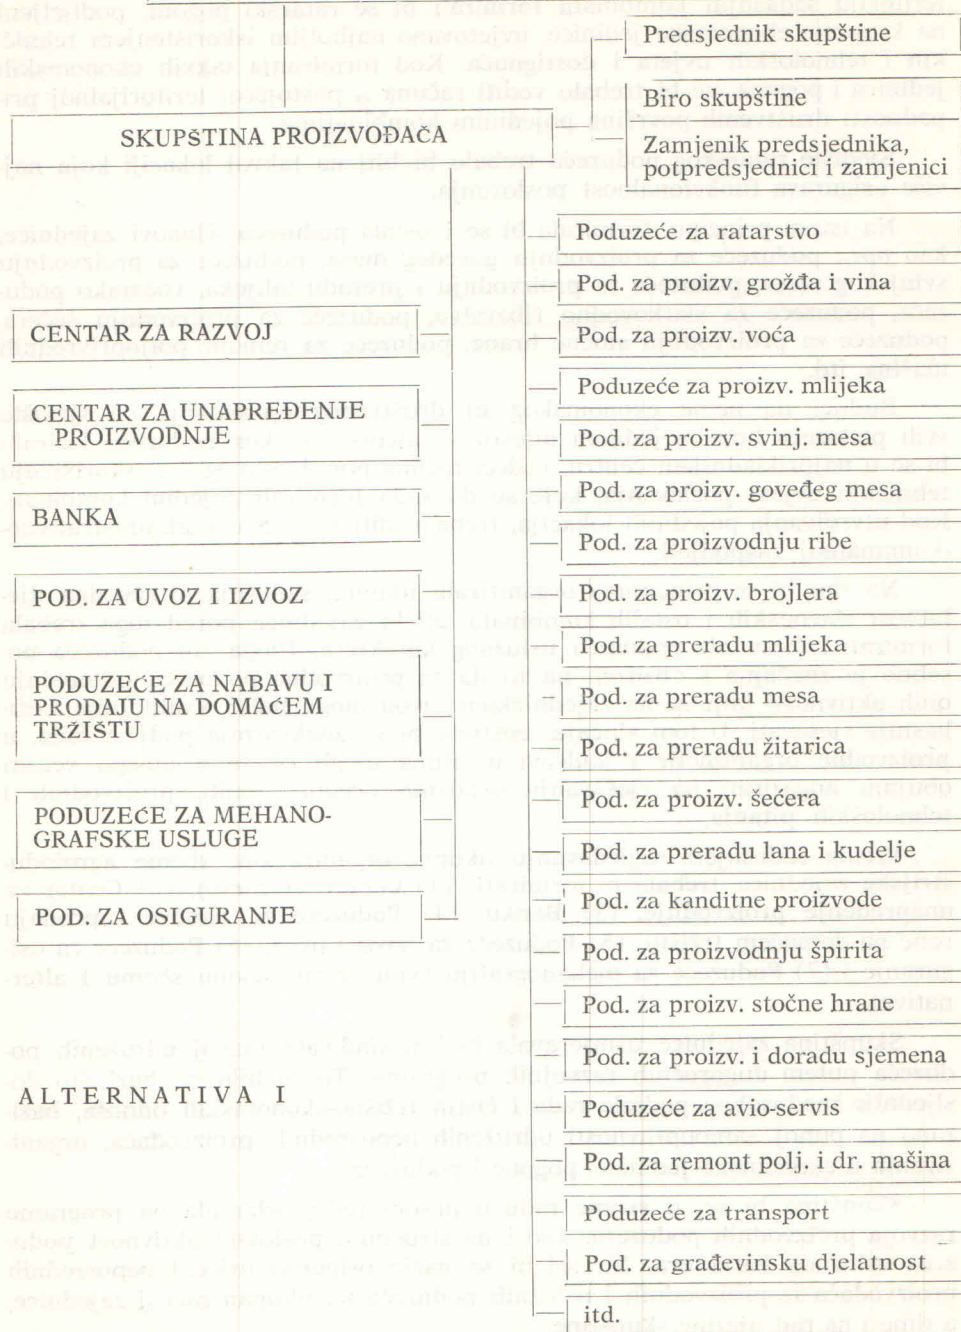 Predsjednik skupštine
Biro skupštine
SKUPŠTINA PROIZVOĐAČA
Zamjenik predsjednika,
potpredsjednici i zamjenici
Poduzeće za ratarstvo
Pod. za proizv. grožđa i vina
CENTAR ZA RAZVOJ
Pod. za proizv. voća
Poduzeće za proizv. mlijeka
CENTAR ZA UNAPREĐENJE
PROIZVODNJE
Pod. za proizv. svinj. mesa
Pod. za proizv. goveđeg mesa
BANKA
Pod. za proizvodnju ribe
POD. ZA UVOZ I IZVOZ
Pod. za proizv. brojlera
Pod. za preradu mlijeka
PODUZEĆE ZA NABAVU I
PRODAJU NA DOMAĆEM
TRŽIŠTU
Pod. za preradu mesa
Pod. za preradu žitarica
Pod. za proizv. šećera
PODUZEĆE ZA MEHANO-
GRAFSKE USLUGE
Pod. za preradu lana i kudelje
Pod. za kanditne proizvode
POD. ZA OSIGURANJE
Pod. za proizvodnju špirita
Pod. za proizv. stočne hrane
Pod. za proizv. i doradu sjemena
ALTERNATIVA I
Poduzeće za avio-servis
Pod. za remont polj. i dr. mašina
Poduzeće za transport
Pod. za građevinsku djelatnost
itd.